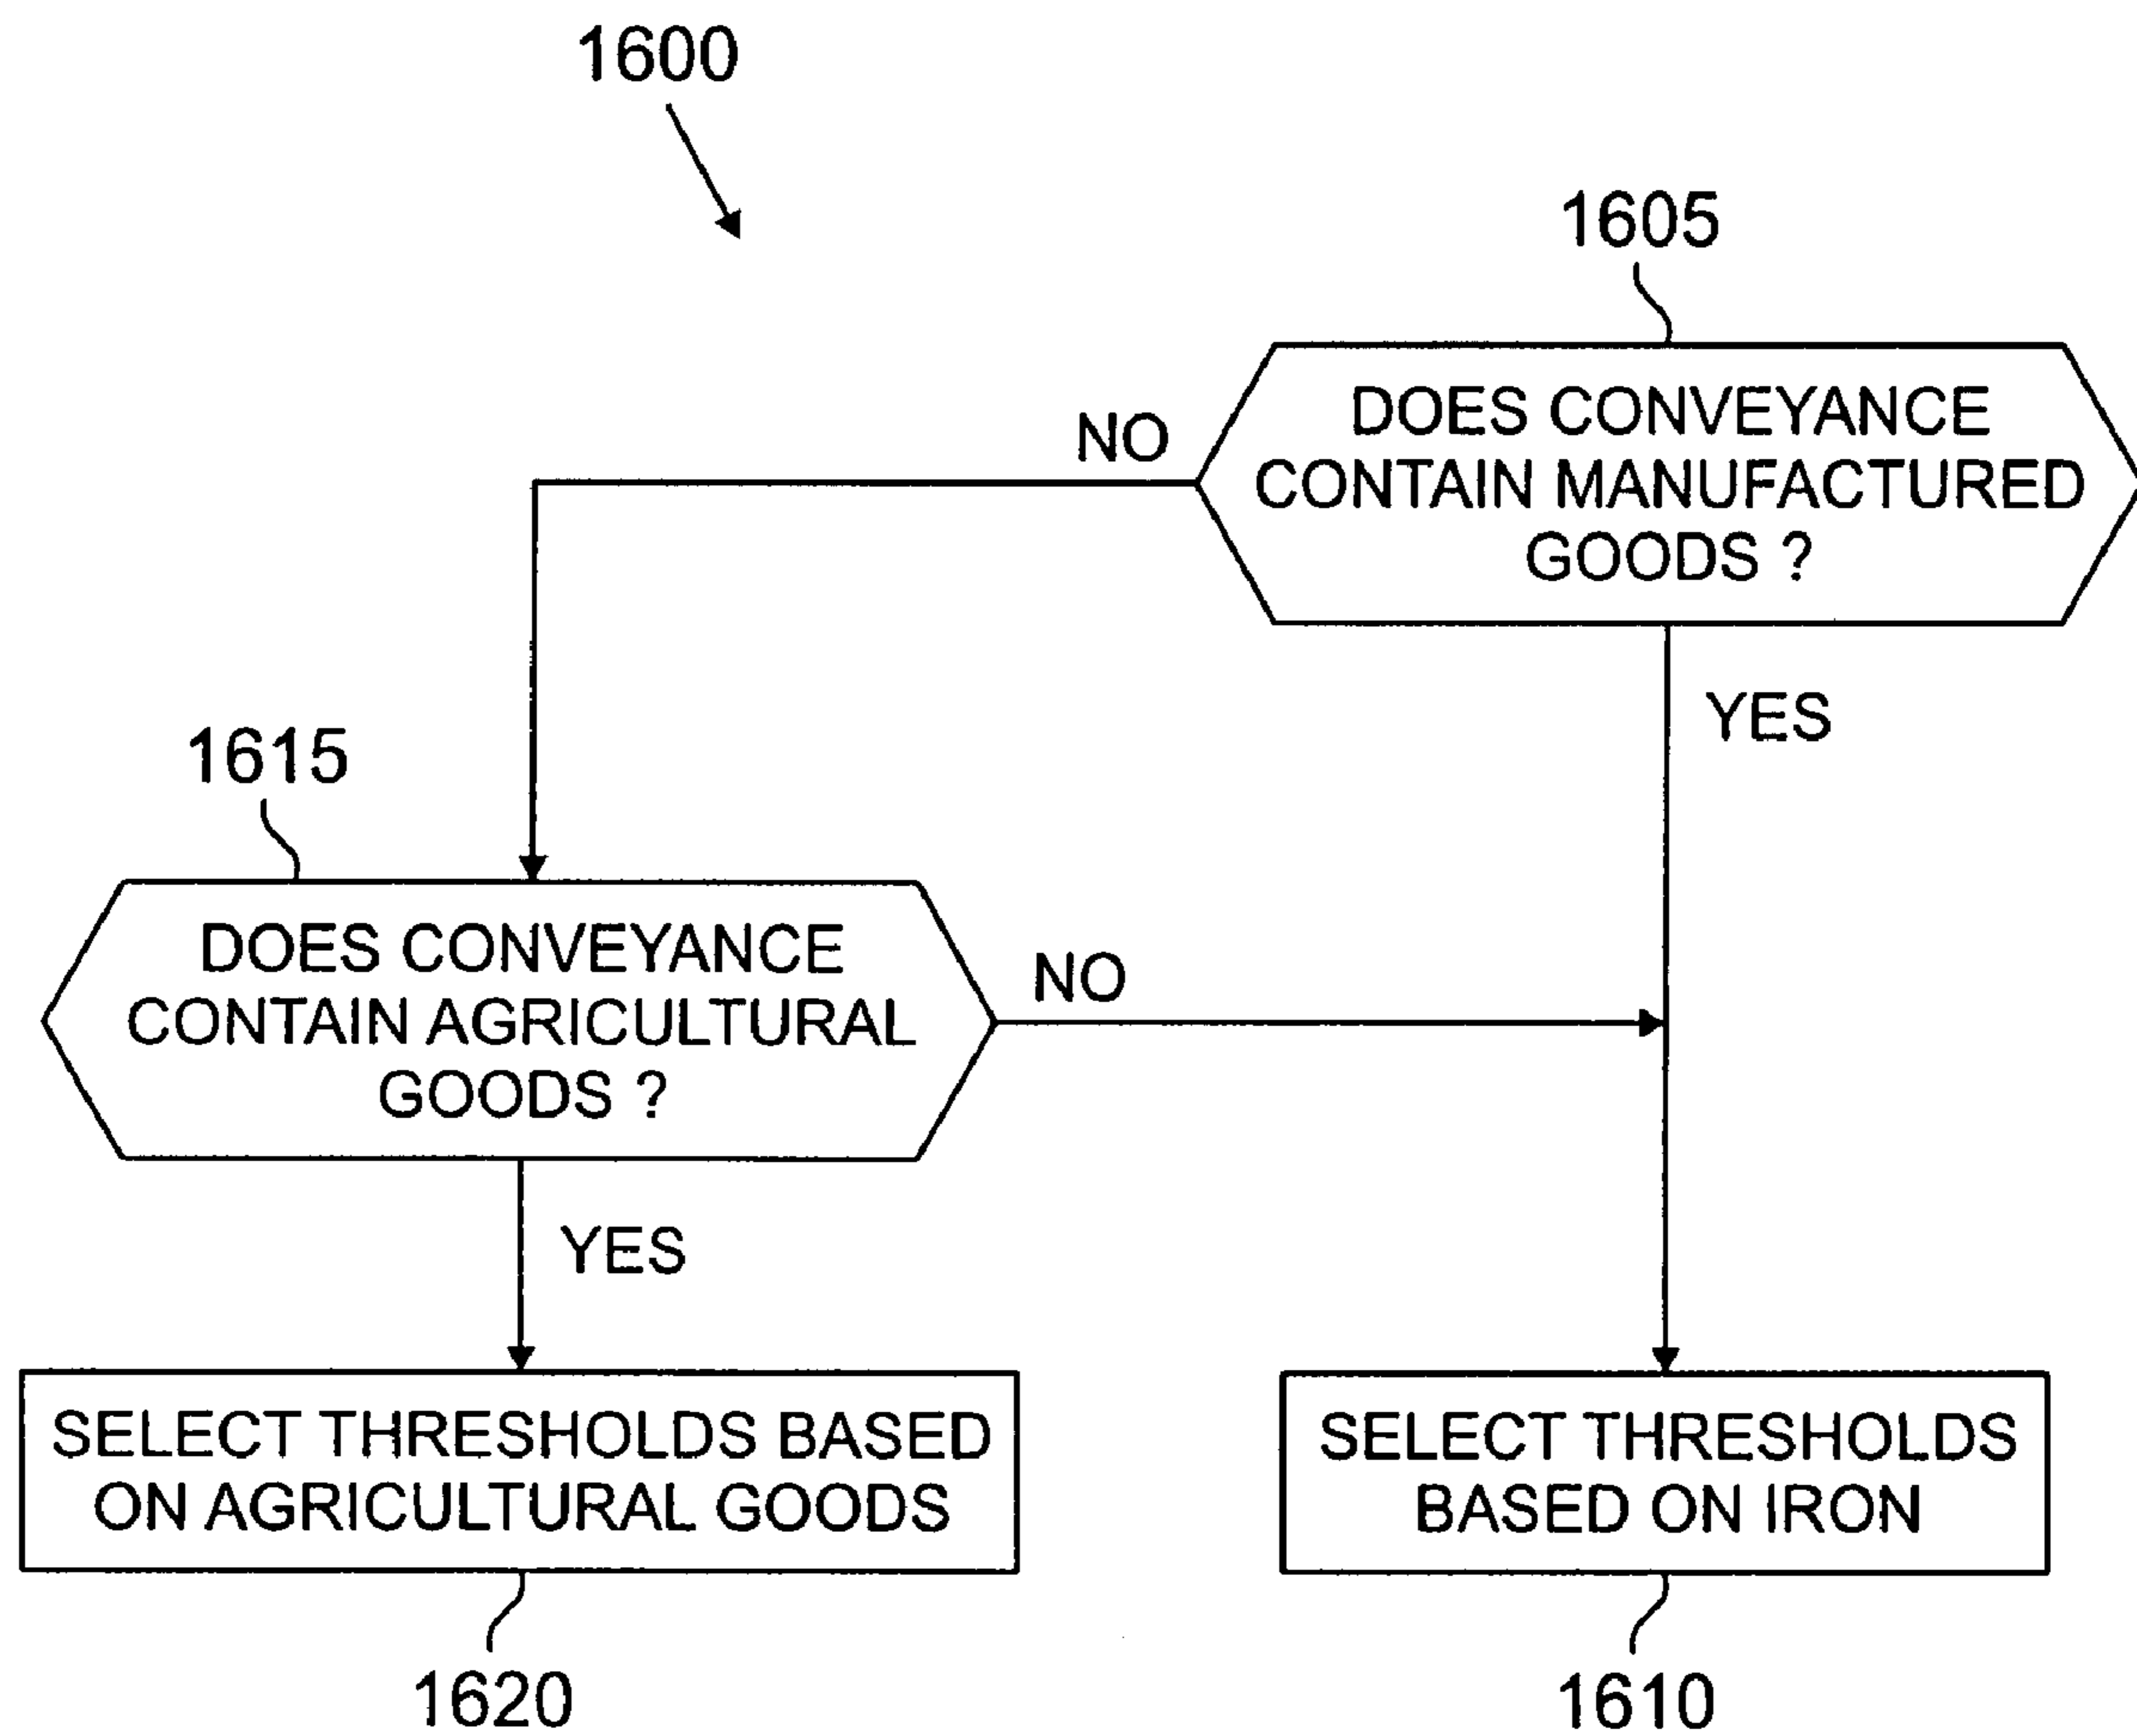 1600
1605
DOES CONVEYANCE
CONTAIN MANUFACTURED
GOODS ?
NO
YES
1615
DOES CONVEYANCE
CONTAIN AGRICULTURAL
GOODS ?
NO
YES
SELECT THRESHOLDS BASED
ON AGRICULTURAL GOODS
SELECT THRESHOLDS
BASED ON IRON
1620
1610